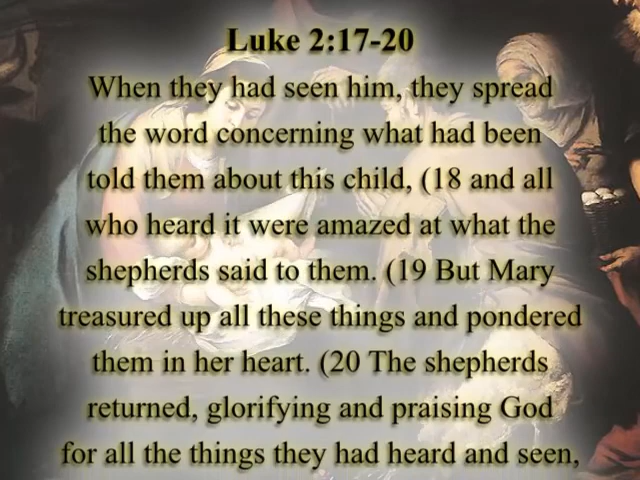 Luke 2:17-20
When they had seen him, they spread
the word concerning what had been
told them about this child, (18 and all
who heard it were amazed at what the
shepherds said to them. (19 But Mary
treasured up all these things and pondered
them in her heart. (20 The shepherds
returned, glorifying and praising God
for all the things they had heard and seen,